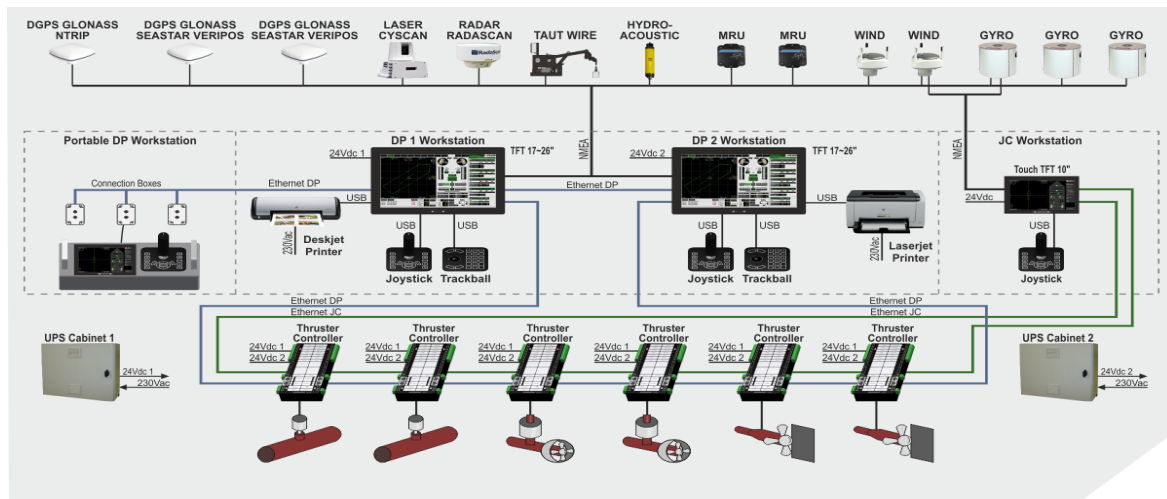 DGPS GLONASS
NTRIP
DGPS GLONASS
SEASTAR VERIPOS
DGPS GLONASS
SEASTAR VERIPOS
LASER
CYSCAN
RADAR
RADASCAN
TAUT WIRE
HYDRO-
ACOUSTIC
MRU
MRU
WIND
WIND
GYRO
GYRO
GYRO
RadaScan
Portable DP Workstation
DP 1 Workstation
DP 2 Workstation
JC Workstation
24Vdc 1
TFT 17~26"
NMEA
24Vdc 2
TFT 17~26"
NMEA
Touch TFT 10"
Connection Boxes
Ethernet DP
Ethernet DP
USB
USB
24Vdc
230Vac
Deskjet
Printer
USB
USB
Joystick
Trackball
USB
USB
Joystick
Trackball
230Vac
Laserjet
Printer
USB
Joystick
Ethernet DP
Ethernet JC
Ethernet DP
Ethernet JC
UPS Cabinet 1
24Vdc 1
230Vac
Thruster
Controller
24Vdc 1
24Vdc 2
Thruster
Controller
24Vdc 1
24Vdc 2
Thruster
Controller
24Vdc 1
24Vdc 2
Thruster
Controller
24Vdc 1
24Vdc 2
Thruster
Controller
24Vdc 1
24Vdc 2
Thruster
Controller
24Vdc 1
24Vdc 2
UPS Cabinet 2
24Vdc 2
230Vac